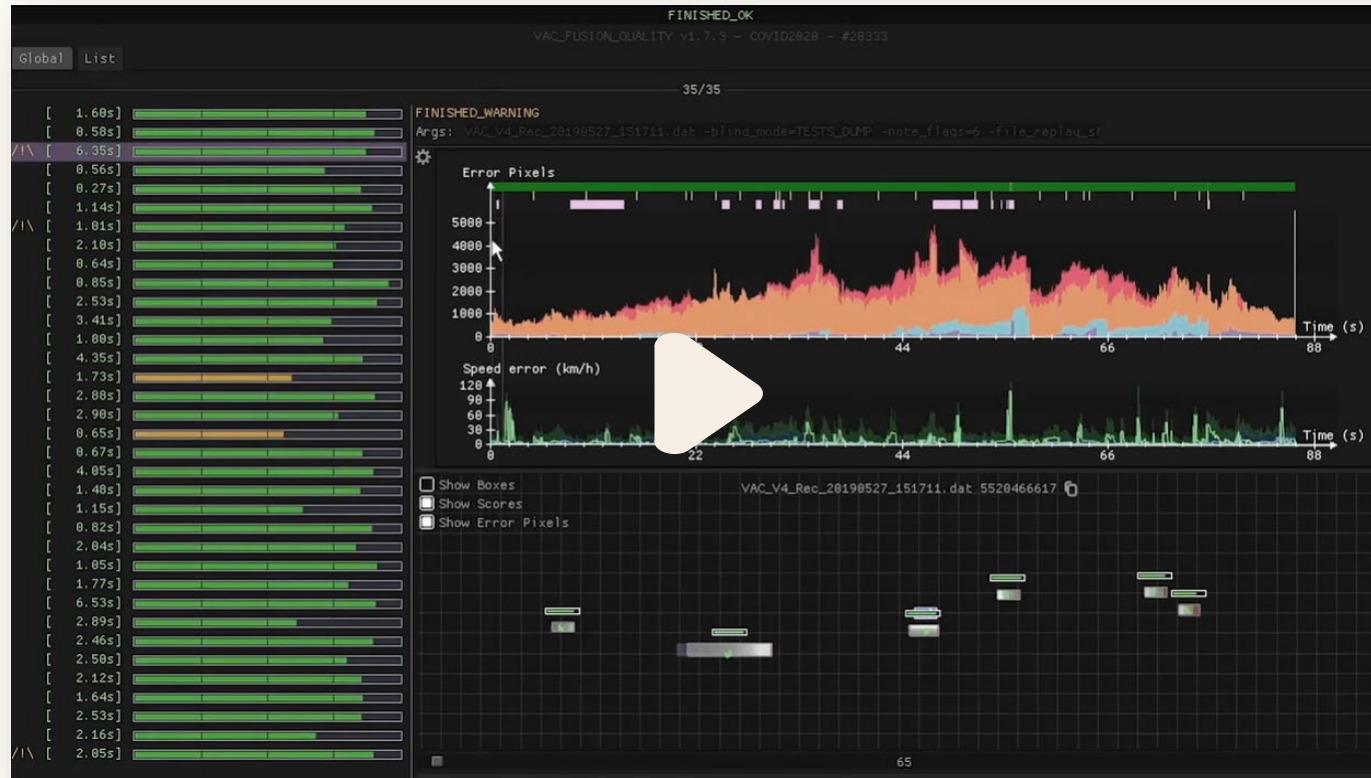 FINISHED_OK
VAC_FUSION_QUALITY v1.7.3 - COVID2020 - #28333
Global List
35/35
[ 1.60s]
[ 0.58s]
/!\ [ 6.35s]
[ 0.56s]
[ 0.27s]
[ 1.14s]
/!\ [ 1.01s]
[ 2.10s]
[ 0.64s]
[ 0.85s]
[ 2.53s]
[ 3.41s]
[ 1.80s]
[ 4.35s]
[ 1.73s]
[ 2.88s]
[ 2.90s]
[ 0.65s]
[ 0.67s]
[ 4.05s]
[ 1.48s]
[ 1.15s]
[ 0.82s]
[ 2.04s]
[ 1.05s]
[ 1.77s]
[ 6.53s]
[ 2.89s]
[ 2.46s]
[ 2.50s]
[ 2.12s]
[ 1.64s]
[ 2.53s]
[ 2.16s]
/!\ [ 2.05s]
FINISHED_WARNING
Args: VAC_V4_Rec_20190527_151711.dat -blind_mode=TESTS_DUMP -note_flags=6 -file_replay_st
Error Pixels
5000
4000
3000
2000
1000
0
Time (s)
0 44 66 88
Speed error (km/h)
120
90
60
30
0
Time (s)
0 22 44 66 88
Show Boxes
Show Scores
Show Error Pixels
VAC_V4_Rec_20190527_151711.dat 5520466617
65